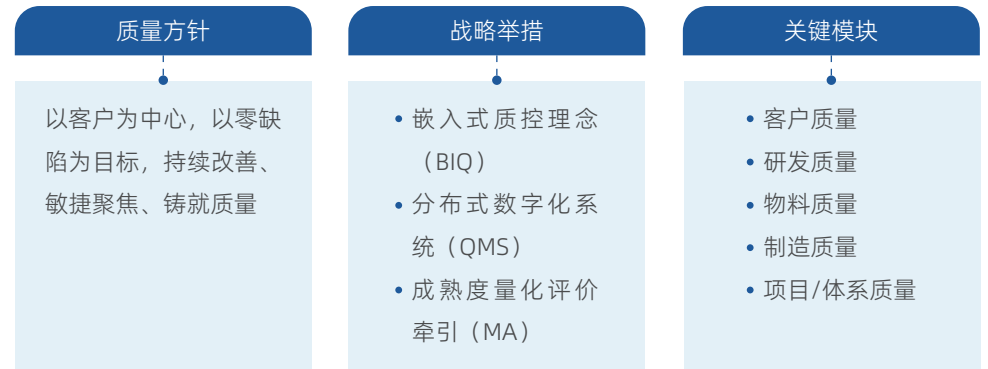 质量方针
以客户为中心，以零缺
陷为目标，持续改善、
敏捷聚焦、铸就质量
战略举措
• 嵌入式质控理念
（BIQ）
• 分布式数字化系
统（QMS）
• 成熟度量化评价
牵引（MA）
关键模块
• 客户质量
• 研发质量
• 物料质量
• 制造质量
• 项目/体系质量